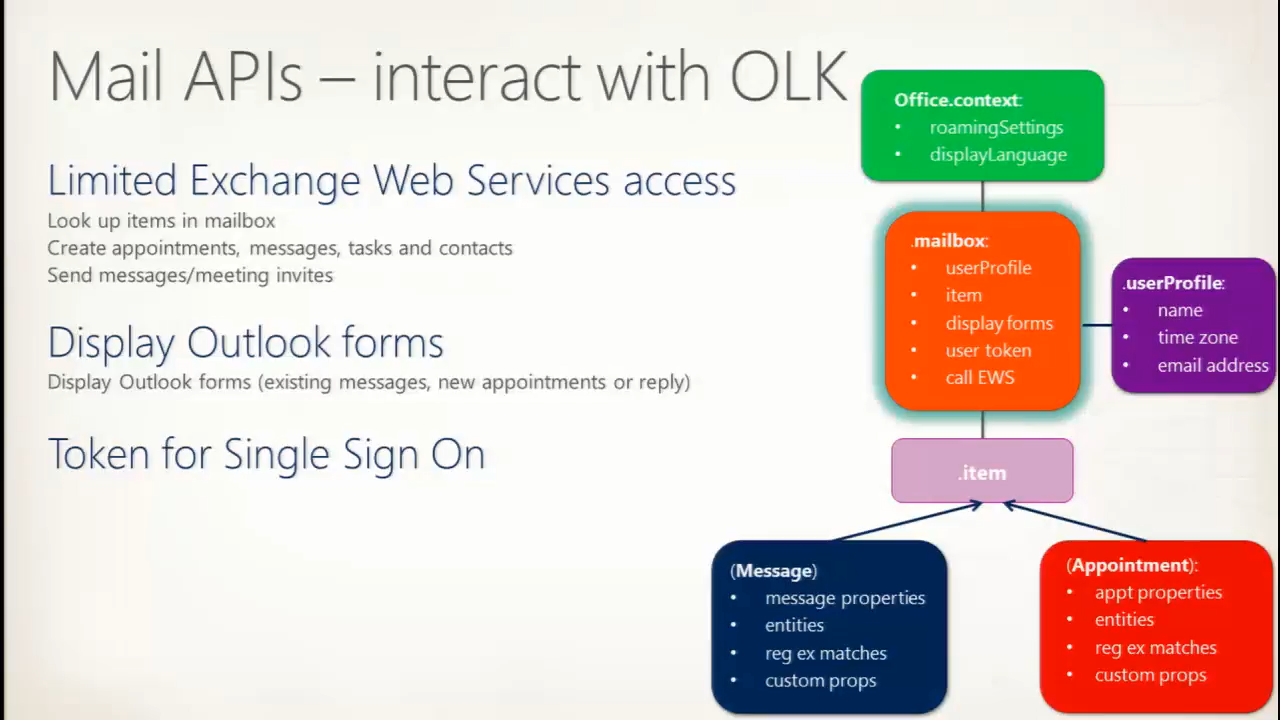 Mail APIs – interact with OLK
Limited Exchange Web Services access
Look up items in mailbox
Create appointments, messages, tasks and contacts
Send messages/meeting invites
Display Outlook forms
Display Outlook forms (existing messages, new appointments or reply)
Token for Single Sign On
Office.context:
• roamingSettings
• displayLanguage
.mailbox:
• userProfile
• item
• display forms
• user token
• call EWS
.userProfile:
• name
• time zone
• email address
.item
(Message)
• message properties
• entities
• reg ex matches
• custom props
(Appointment):
• appt properties
• entities
• reg ex matches
• custom props